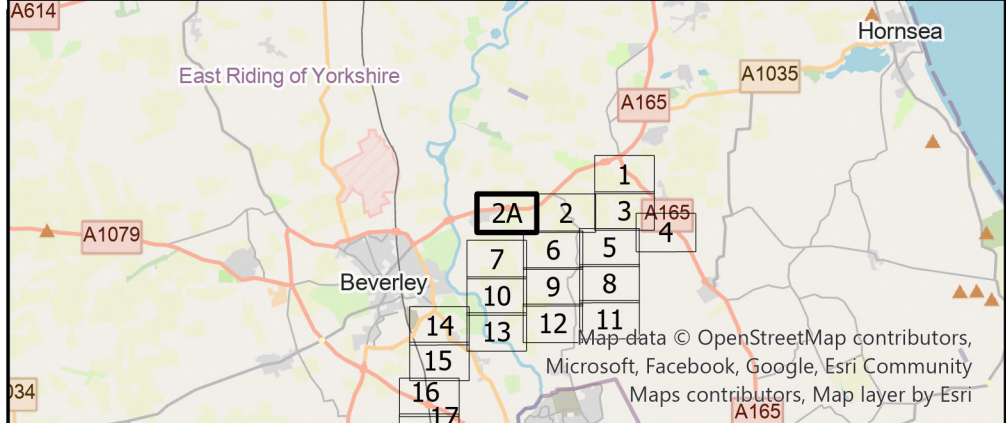 A614
Hornsea
East Riding of Yorkshire
A1035
A165
1
2A
2
3
A165
4
A1079
7
6
5
Beverley
10
9
8
14
13
12
11
Map data © OpenStreetMap contributors,
15
Microsoft, Facebook, Google, Esri Community
034
16
Maps contributors, Map layer by Esri
17
A165